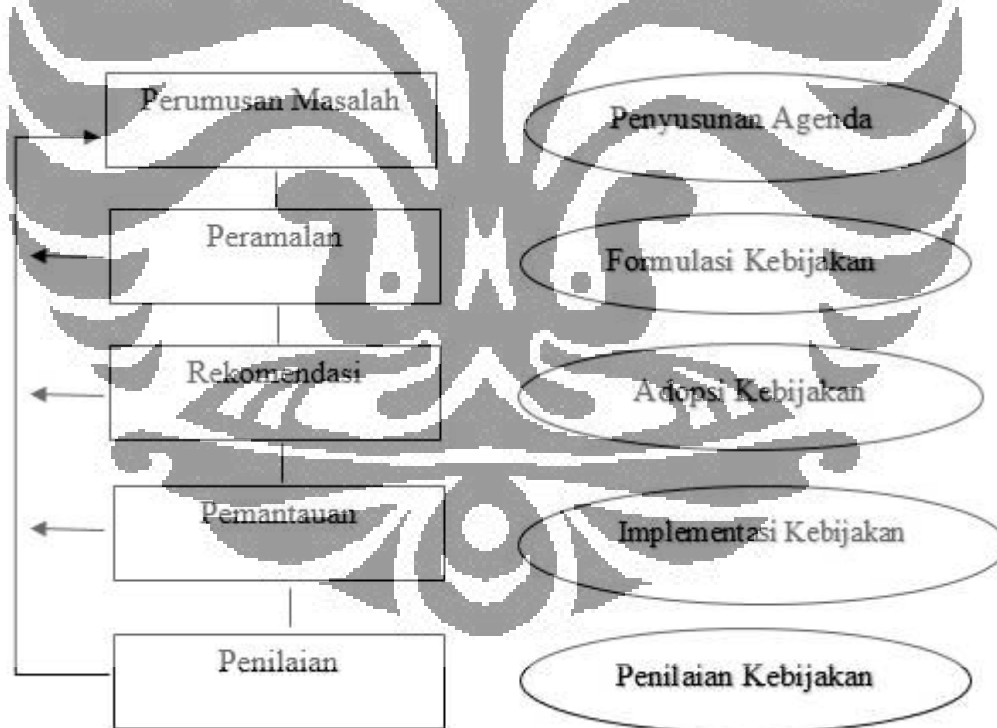 Perumusan Masalah
Penyusunan Agenda
Peramalan
Formulasi Kebijakan
Rekomendasi
Adopsi Kebijakan
Pemantauan
Implementasi Kebijakan
Penilaian
Penilaian Kebijakan